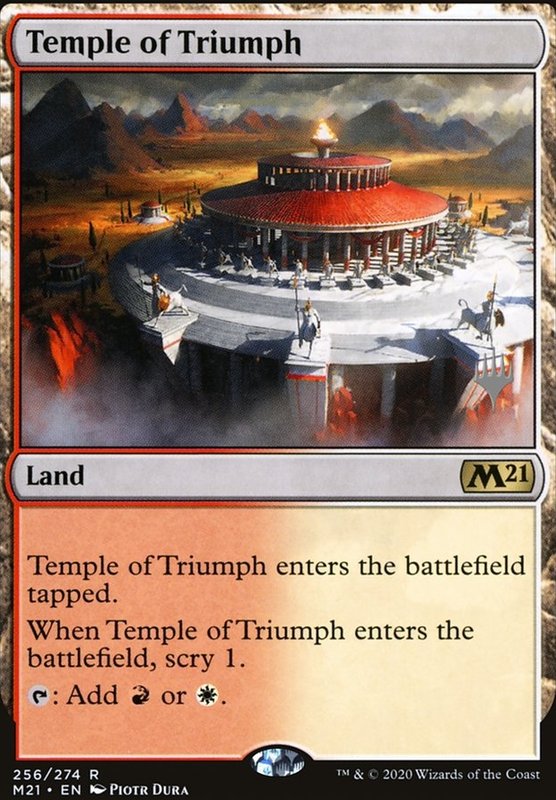 Temple of Triumph
Land
M21
Temple of Triumph enters the battlefield
tapped.
When Temple of Triumph enters the
battlefield, scry 1.
: Add or .
256/274 R
M21 • EN Piotr Dura
™ & © 2020 Wizards of the Coast